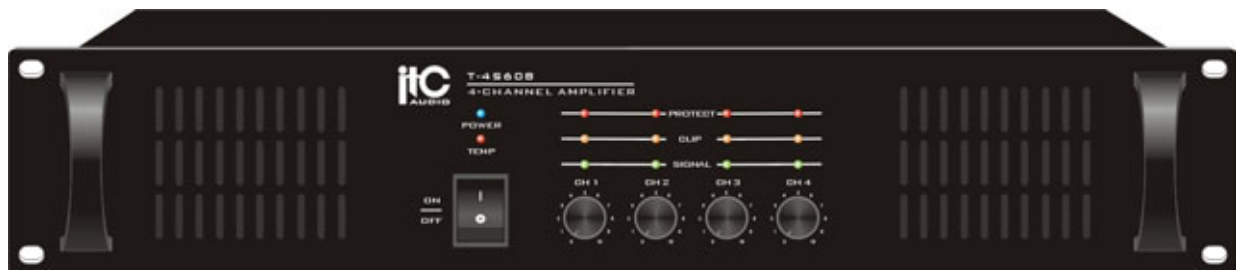 itC
AUDIO
T-4S60B
4-CHANNEL AMPLIFIER
POWER
TEMP
PROTECT
CLIP
SIGNAL
CH 1 CH 2 CH 3 CH 4
ON
OFF